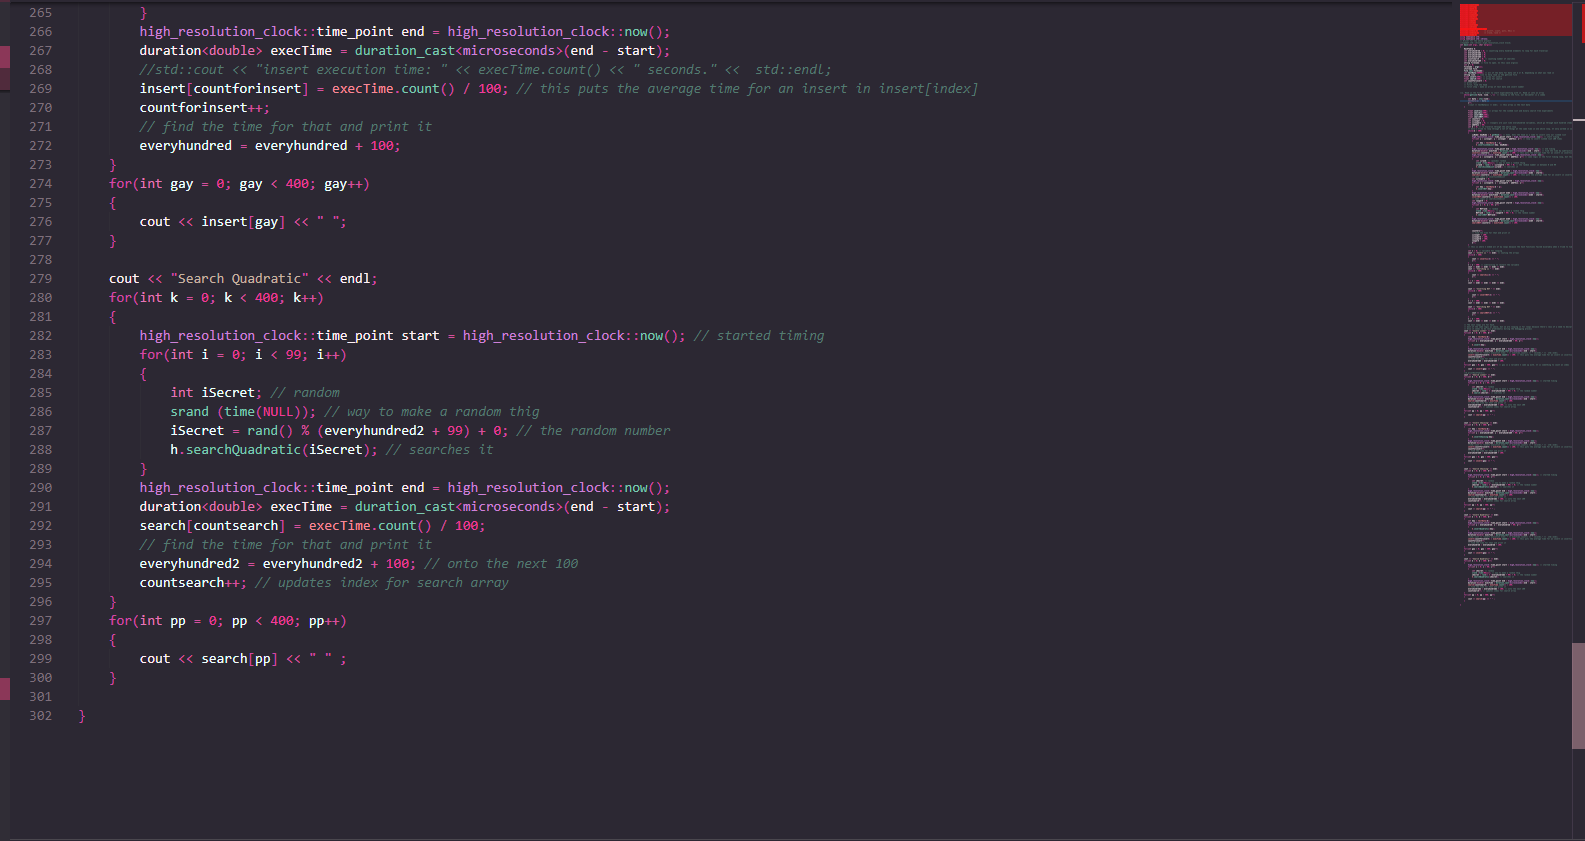 265 }
266 high_resolution_clock::time_point end = high_resolution_clock::now();
267 duration<double> execTime = duration_cast<microseconds>(end - start);
268 //std::cout << "insert execution time: " << execTime.count() << " seconds." <<  std::endl;
269 insert[countforinsert] = execTime.count() / 100; // this puts the average time for an insert in insert[index]
270 countforinsert++;
271 // find the time for that and print it
272 everyhundred = everyhundred + 100;
273 }
274 for(int gay = 0; gay < 400; gay++)
275 {
276 cout << insert[gay] << " ";
277 }
278
279 cout << "Search Quadratic" << endl;
280 for(int k = 0; k < 400; k++)
281 {
282 high_resolution_clock::time_point start = high_resolution_clock::now(); // started timing
283 for(int i = 0; i < 99; i++)
284 {
285 int iSecret; // random
286 srand (time(NULL)); // way to make a random thig
287 iSecret = rand() % (everyhundred2 + 99) + 0; // the random number
288 h.searchQuadratic(iSecret); // searches it
289 }
290 high_resolution_clock::time_point end = high_resolution_clock::now();
291 duration<double> execTime = duration_cast<microseconds>(end - start);
292 search[countsearch] = execTime.count() / 100;
293 // find the time for that and print it
294 everyhundred2 = everyhundred2 + 100; // onto the next 100
295 countsearch++; // updates index for search array
296 }
297 for(int pp = 0; pp < 400; pp++)
298 {
299 cout << search[pp] << " " ;
300 }
301
302 }